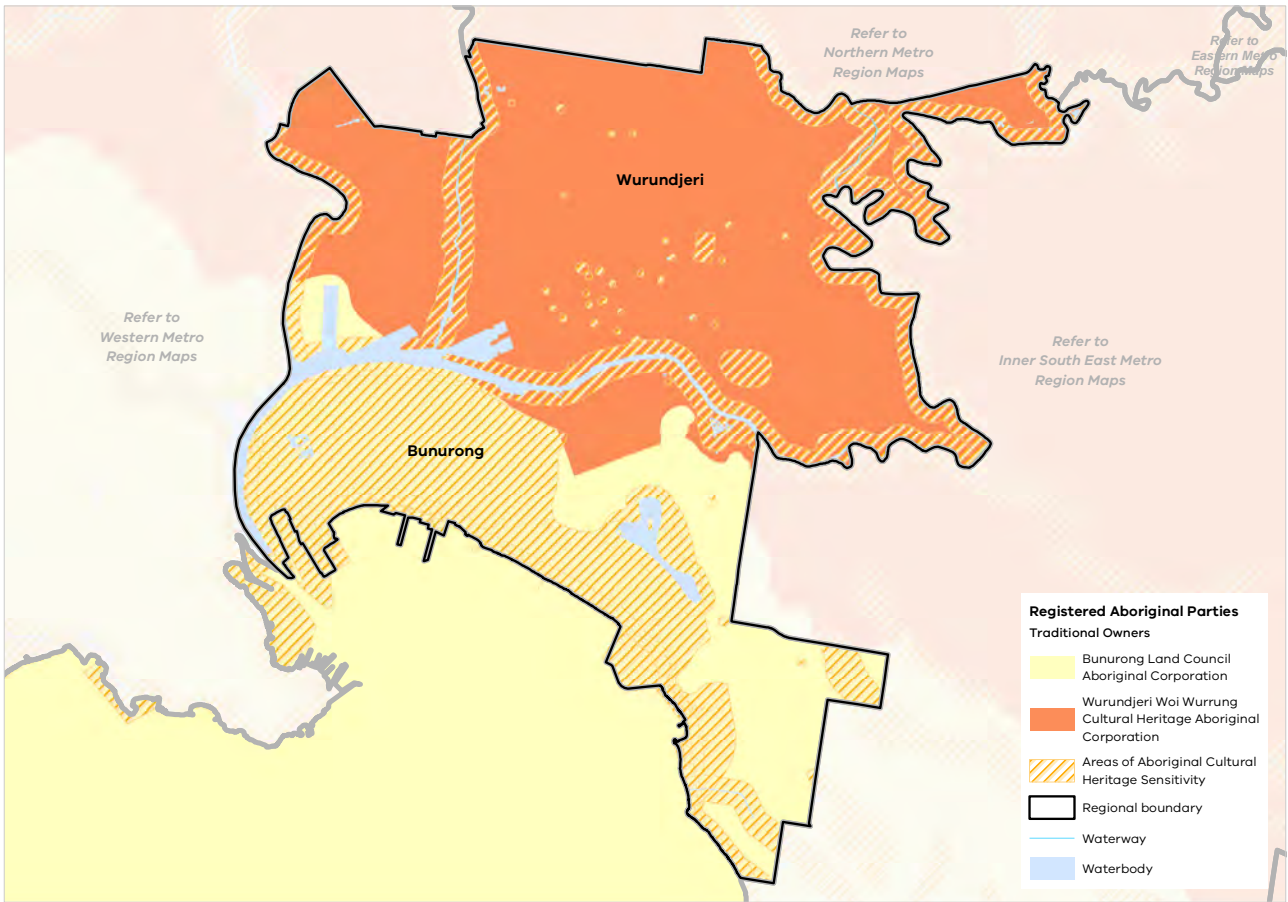 Refer to
Northern Metro
Region Maps
Refer to
Eastern Metro
Region Maps
Wurundjeri
Refer to
Western Metro
Region Maps
Refer to
Inner South East Metro
Region Maps
Bunurong
Registered Aboriginal Parties
Traditional Owners
Bunurong Land Council
Aboriginal Corporation
Wurundjeri Woi Wurrung
Cultural Heritage Aboriginal
Corporation
Areas of Aboriginal Cultural
Heritage Sensitivity
Regional boundary
Waterway
Waterbody